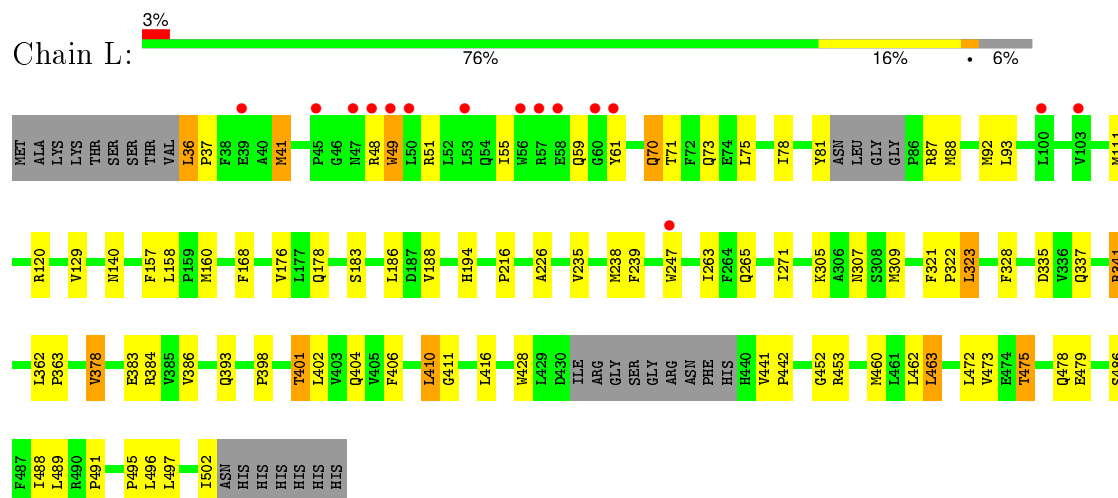 3%
Chain L:
76% 16% • 6%
MET ALA LYS LYS THR SER SER THR VAL L36 P37 F38 E39 A40 M41 P45 G46 N47 R48 W49 L50 R51 L52 L53 Q54 I55 W56 R57 E58 Q59 G60 Y61 Q70 T71 F72 Q73 E74 L75 I78 Y81 ASN LEU GLY GLY P86 R87 M88 M92 L93 L100 V103 M111
R120 V129 N140 F157 L158 P159 M160 F168 V176 L177 Q178 S183 L186 D187 V188 H194 P216 A226 V235 M238 F239 W247 I263 F264 Q265 I271 K305 A306 N307 S308 M309 F321 P322 L323 F328 D335 V336 Q337
L362 P363 V378 E383 R384 V385 V386 Q393 P398 T401 L402 V403 Q404 V405 F406 L410 G411 L416 W428 L429 D430 ILE ARG GLY SER GLY ARG ASN PHE HIS H440 V441 P442 G452 R453 M460 L461 L462 L463 L472 V473 E474 T475 Q478 E479 S486
F487 I488 L489 R490 P491 P495 L496 L497 I502 ASN HIS HIS HIS HIS HIS HIS